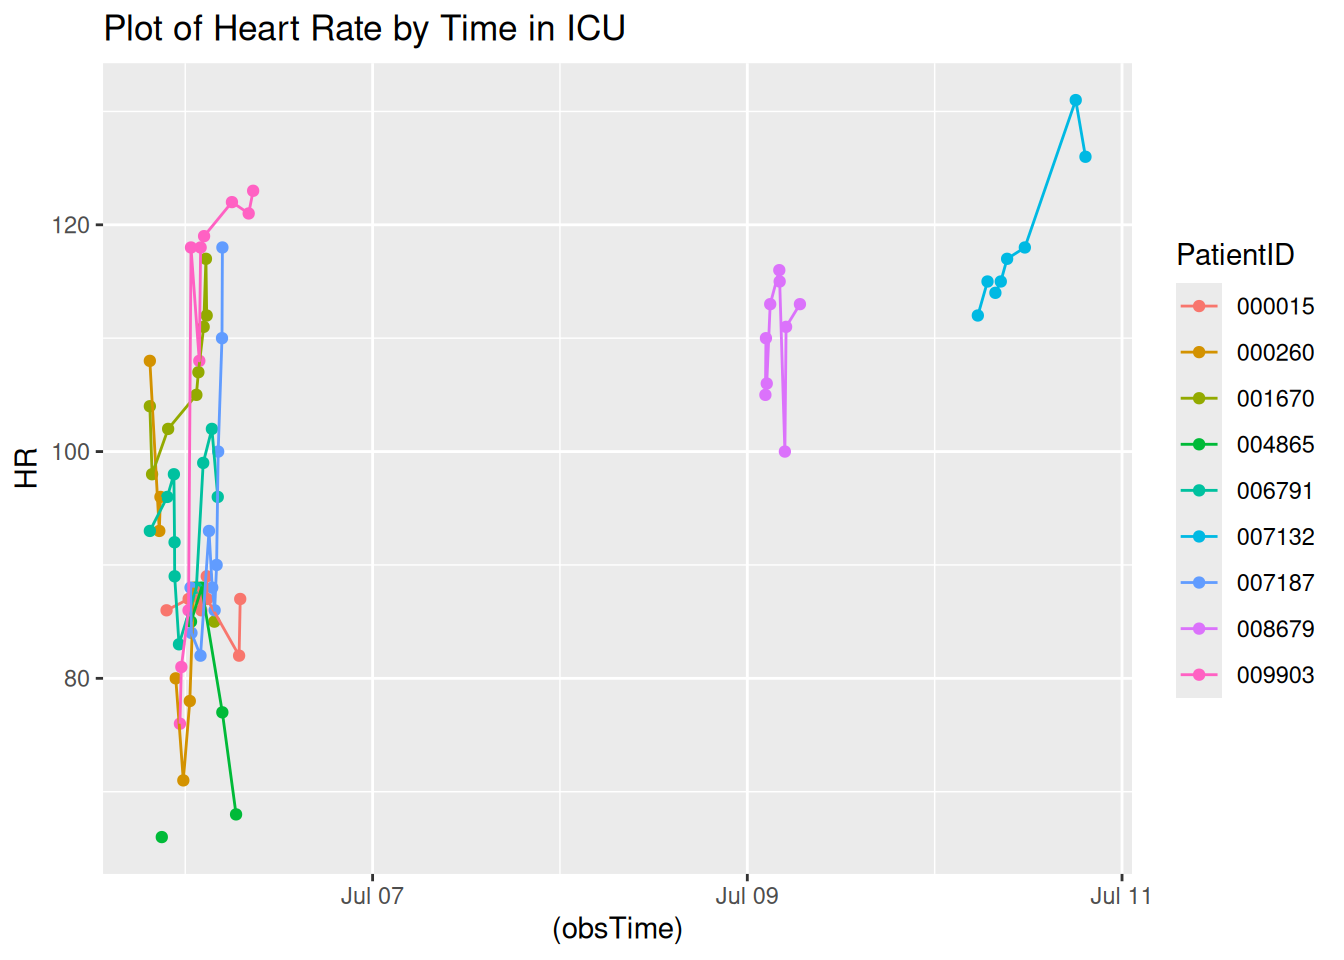 Plot of Heart Rate by Time in ICU
120
100
80
HR
Jul 07
Jul 09
Jul 11
(obsTime)
PatientID
000015
000260
001670
004865
006791
007132
007187
008679
009903